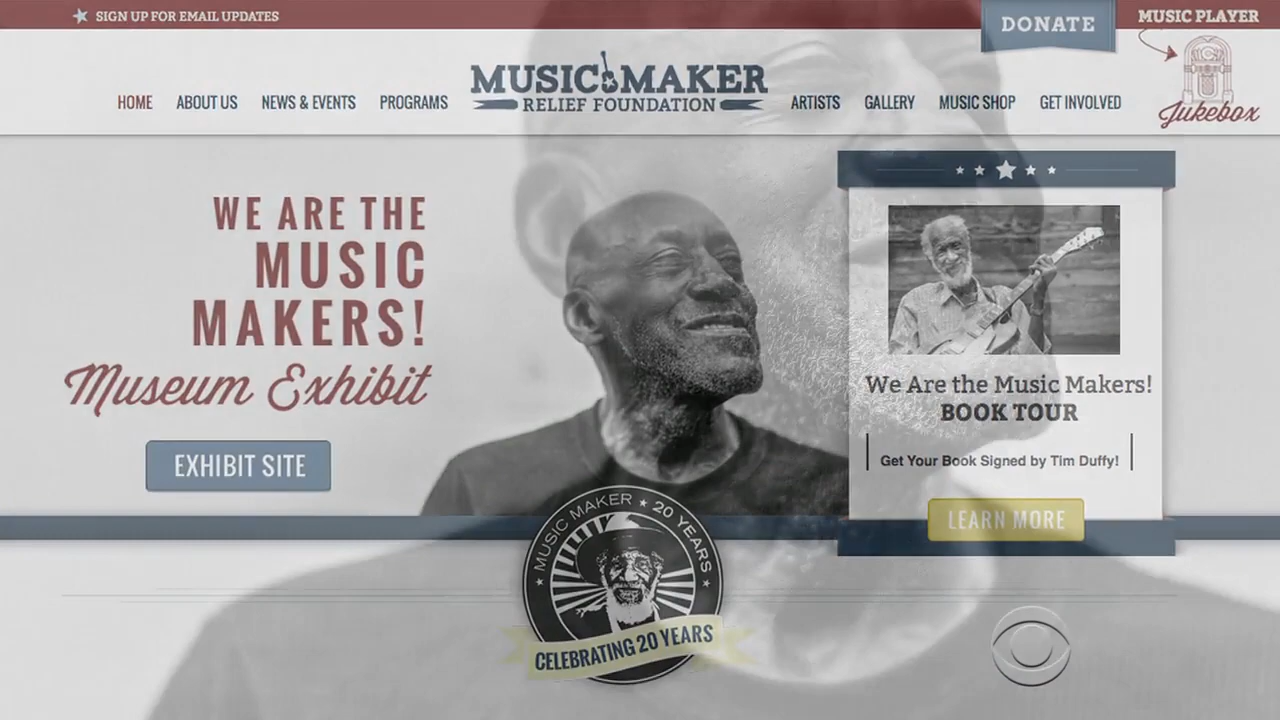 SIGN UP FOR EMAIL UPDATES
DONATE
MUSIC PLAYER
Jukebox
HOME
ABOUT US
NEWS & EVENTS
PROGRAMS
MUSIC MAKER
RELIEF FOUNDATION
ARTISTS
GALLERY
MUSIC SHOP
GET INVOLVED
WE ARE THE
MUSIC
MAKERS!
Museum Exhibit
EXHIBIT SITE
We Are the Music Makers!
BOOK TOUR
Get Your Book Signed by Tim Duffy!
LEARN MORE
MUSIC MAKER ★ 20 YEARS
CELEBRATING 20 YEARS